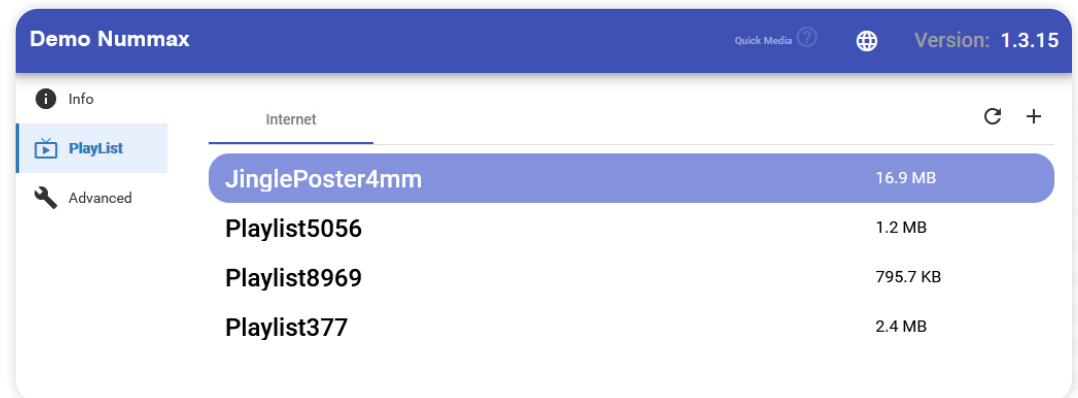 Demo Nummax
Quick Media ?
Version: 1.3.15
Info
PlayList
Advanced
Internet
JinglePoster4mm 16.9 MB
Playlist5056 1.2 MB
Playlist8969 795.7 KB
Playlist377 2.4 MB